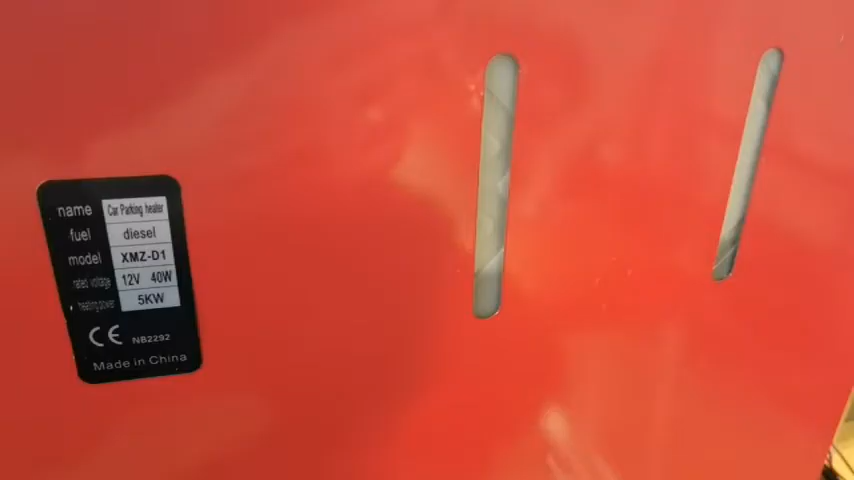 name Car Parking heater
fuel diesel
model XMZ-D1
rated voltage 12V 40W
heating power 5KW
CE NB2292
Made in China